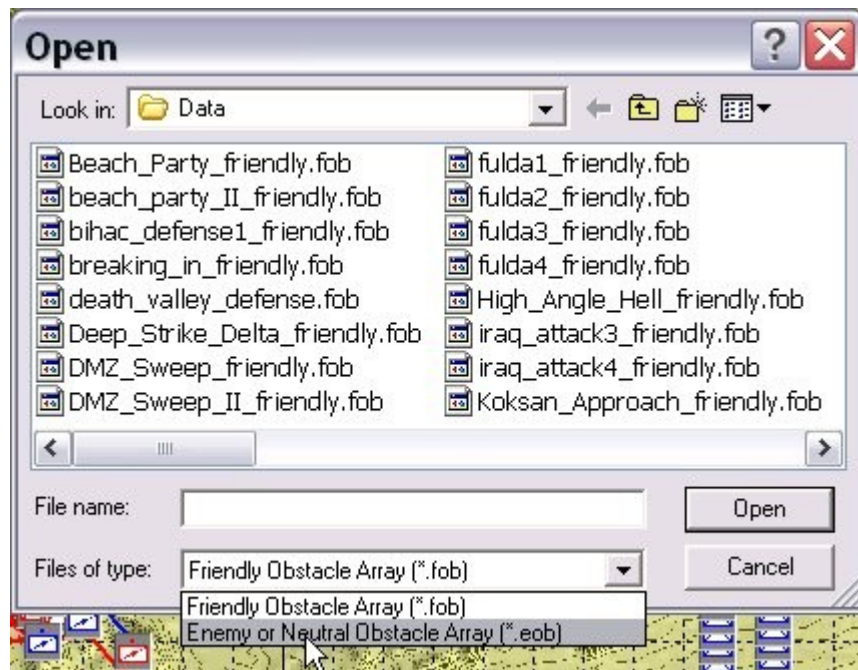 Open
Look in: Data
Beach_Party_friendly.fob
beach_party_II_friendly.fob
bihac_defense1_friendly.fob
breaking_in_friendly.fob
death_valley_defense.fob
Deep_Strike_Delta_friendly.fob
DMZ_Sweep_friendly.fob
DMZ_Sweep_II_friendly.fob
fulda1_friendly.fob
fulda2_friendly.fob
fulda3_friendly.fob
fulda4_friendly.fob
High_Angle_Hell_friendly.fob
iraq_attack3_friendly.fob
iraq_attack4_friendly.fob
Koksan_Approach_friendly.fob
File name:
Open
Files of type: Friendly Obstacle Array (*.fob)
Cancel
Friendly Obstacle Array (*.fob)
Enemy or Neutral Obstacle Array (*.eob)